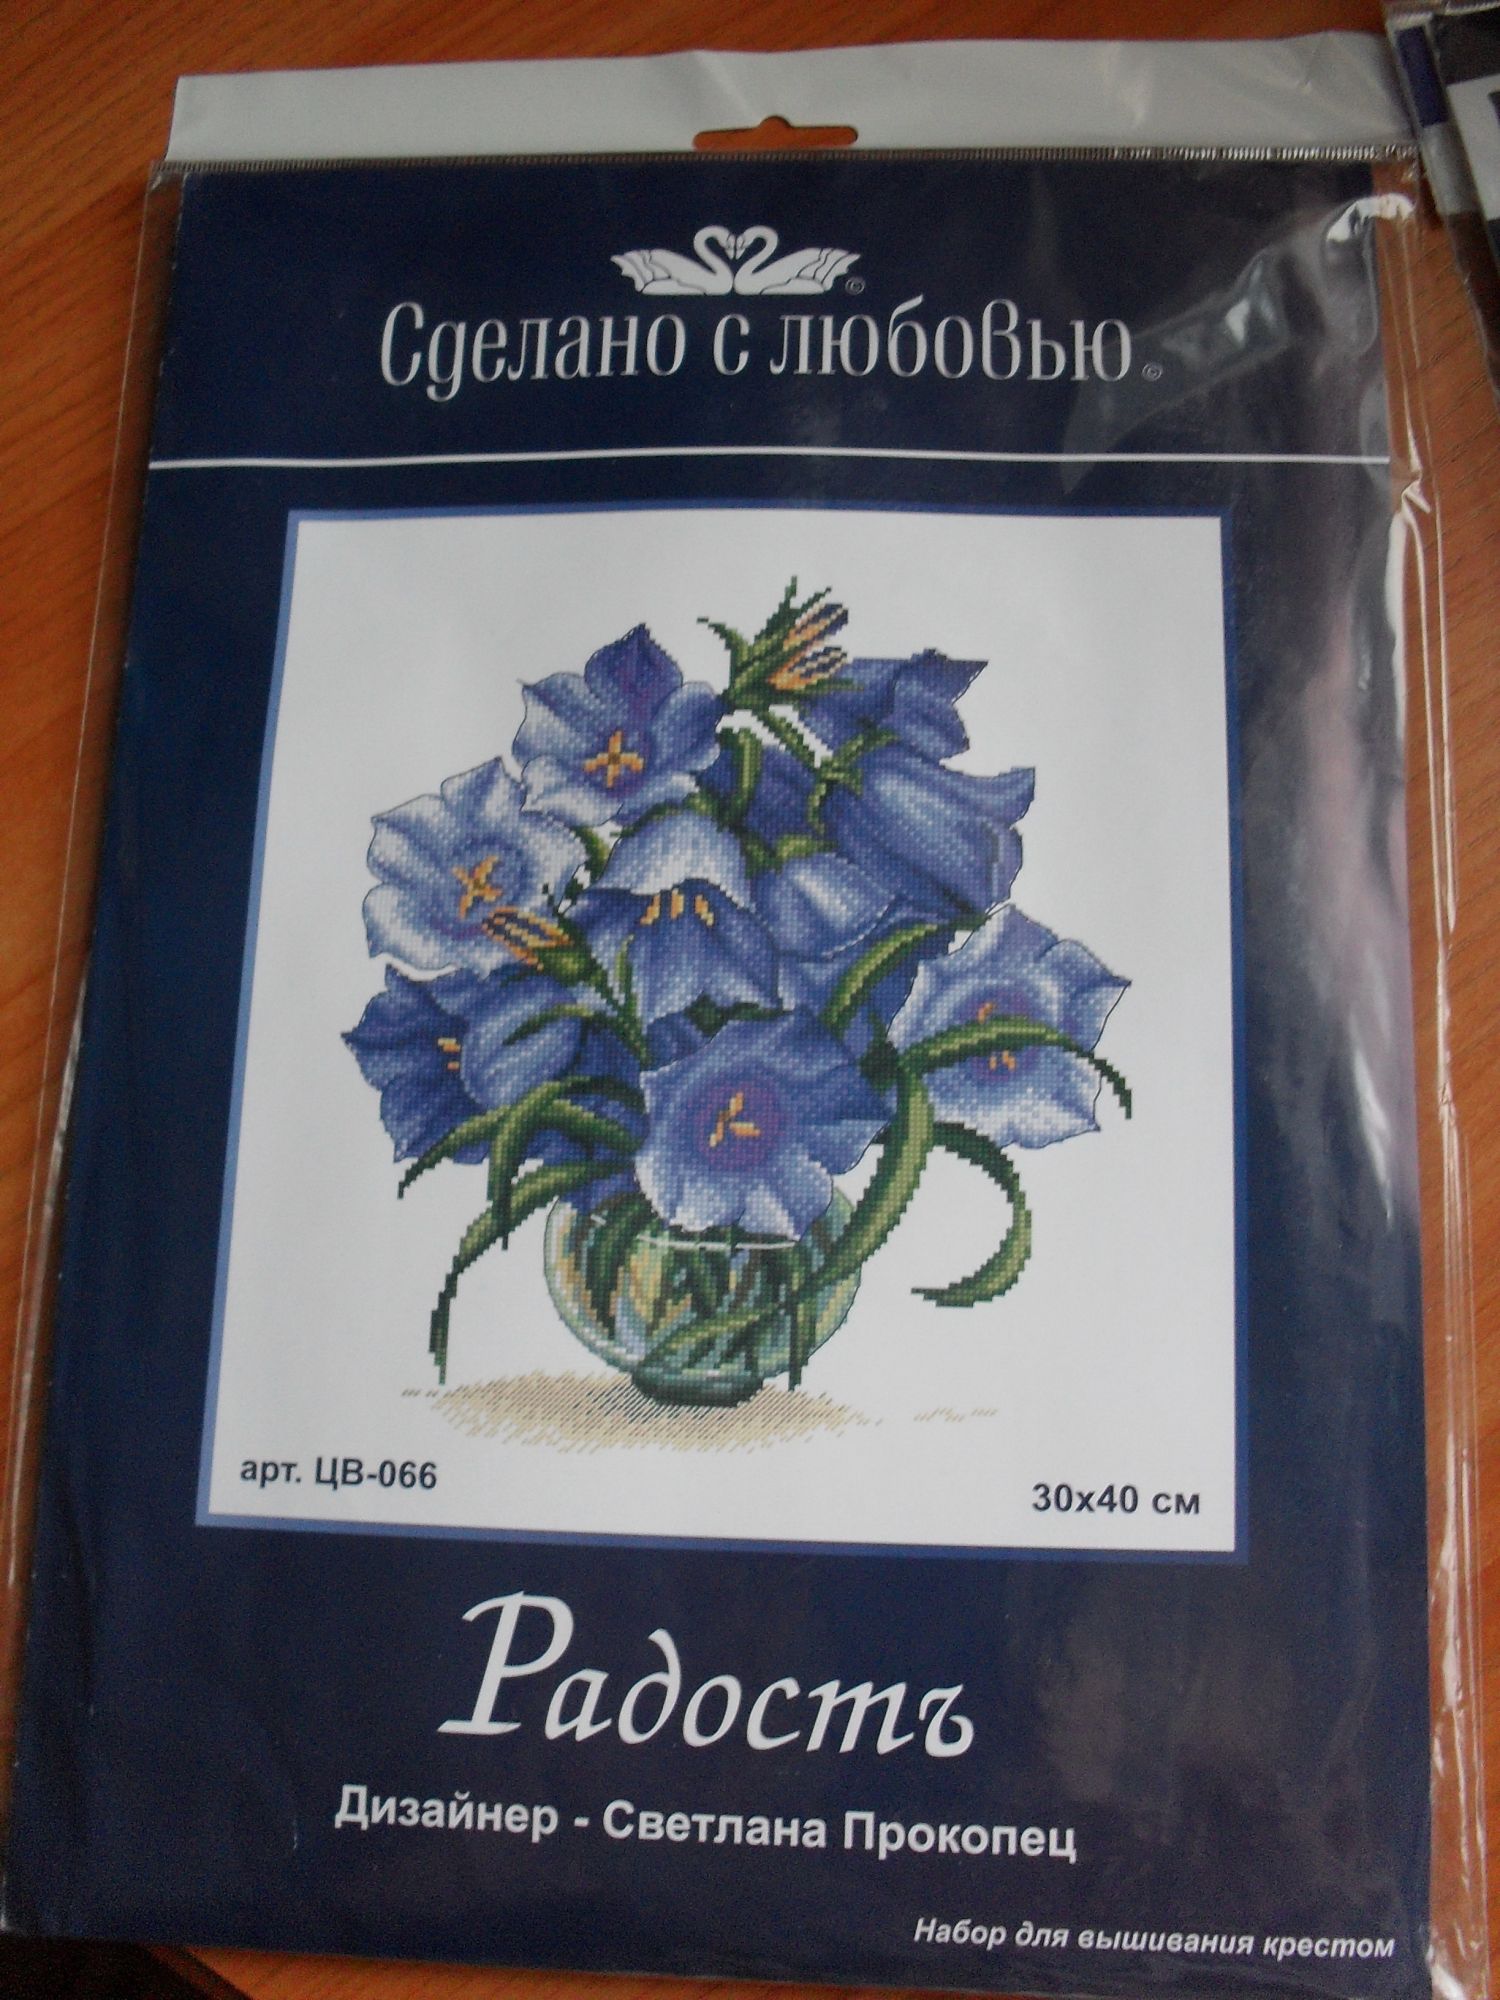 Сделано с любовью
арт. ЦВ-066
30x40 см
Радость
Дизайнер - Светлана Прокопец
Набор для вышивания крестом